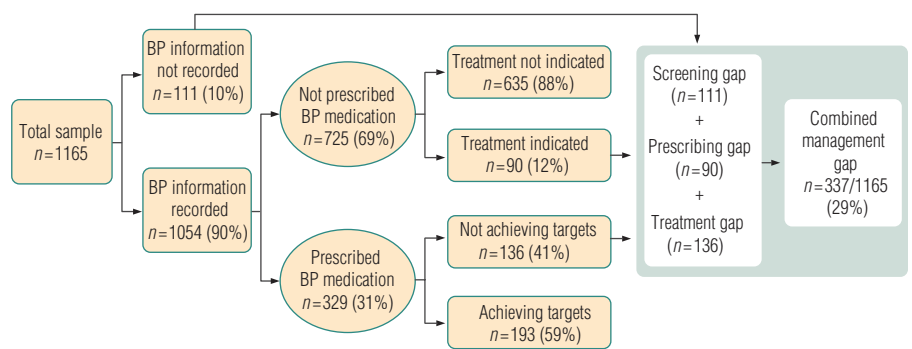 Total sample
n=1165
BP information
not recorded
n=111 (10%)
BP information
recorded
n=1054 (90%)
Not prescribed
BP medication
n=725 (69%)
Prescribed
BP medication
n=329 (31%)
Treatment not indicated
n=635 (88%)
Treatment indicated
n=90 (12%)
Not achieving targets
n=136 (41%)
Achieving targets
n=193 (59%)
Screening gap
(n=111)
+
Prescribing gap
(n=90)
+
Treatment gap
(n=136)
Combined
management
gap
n=337/1165
(29%)